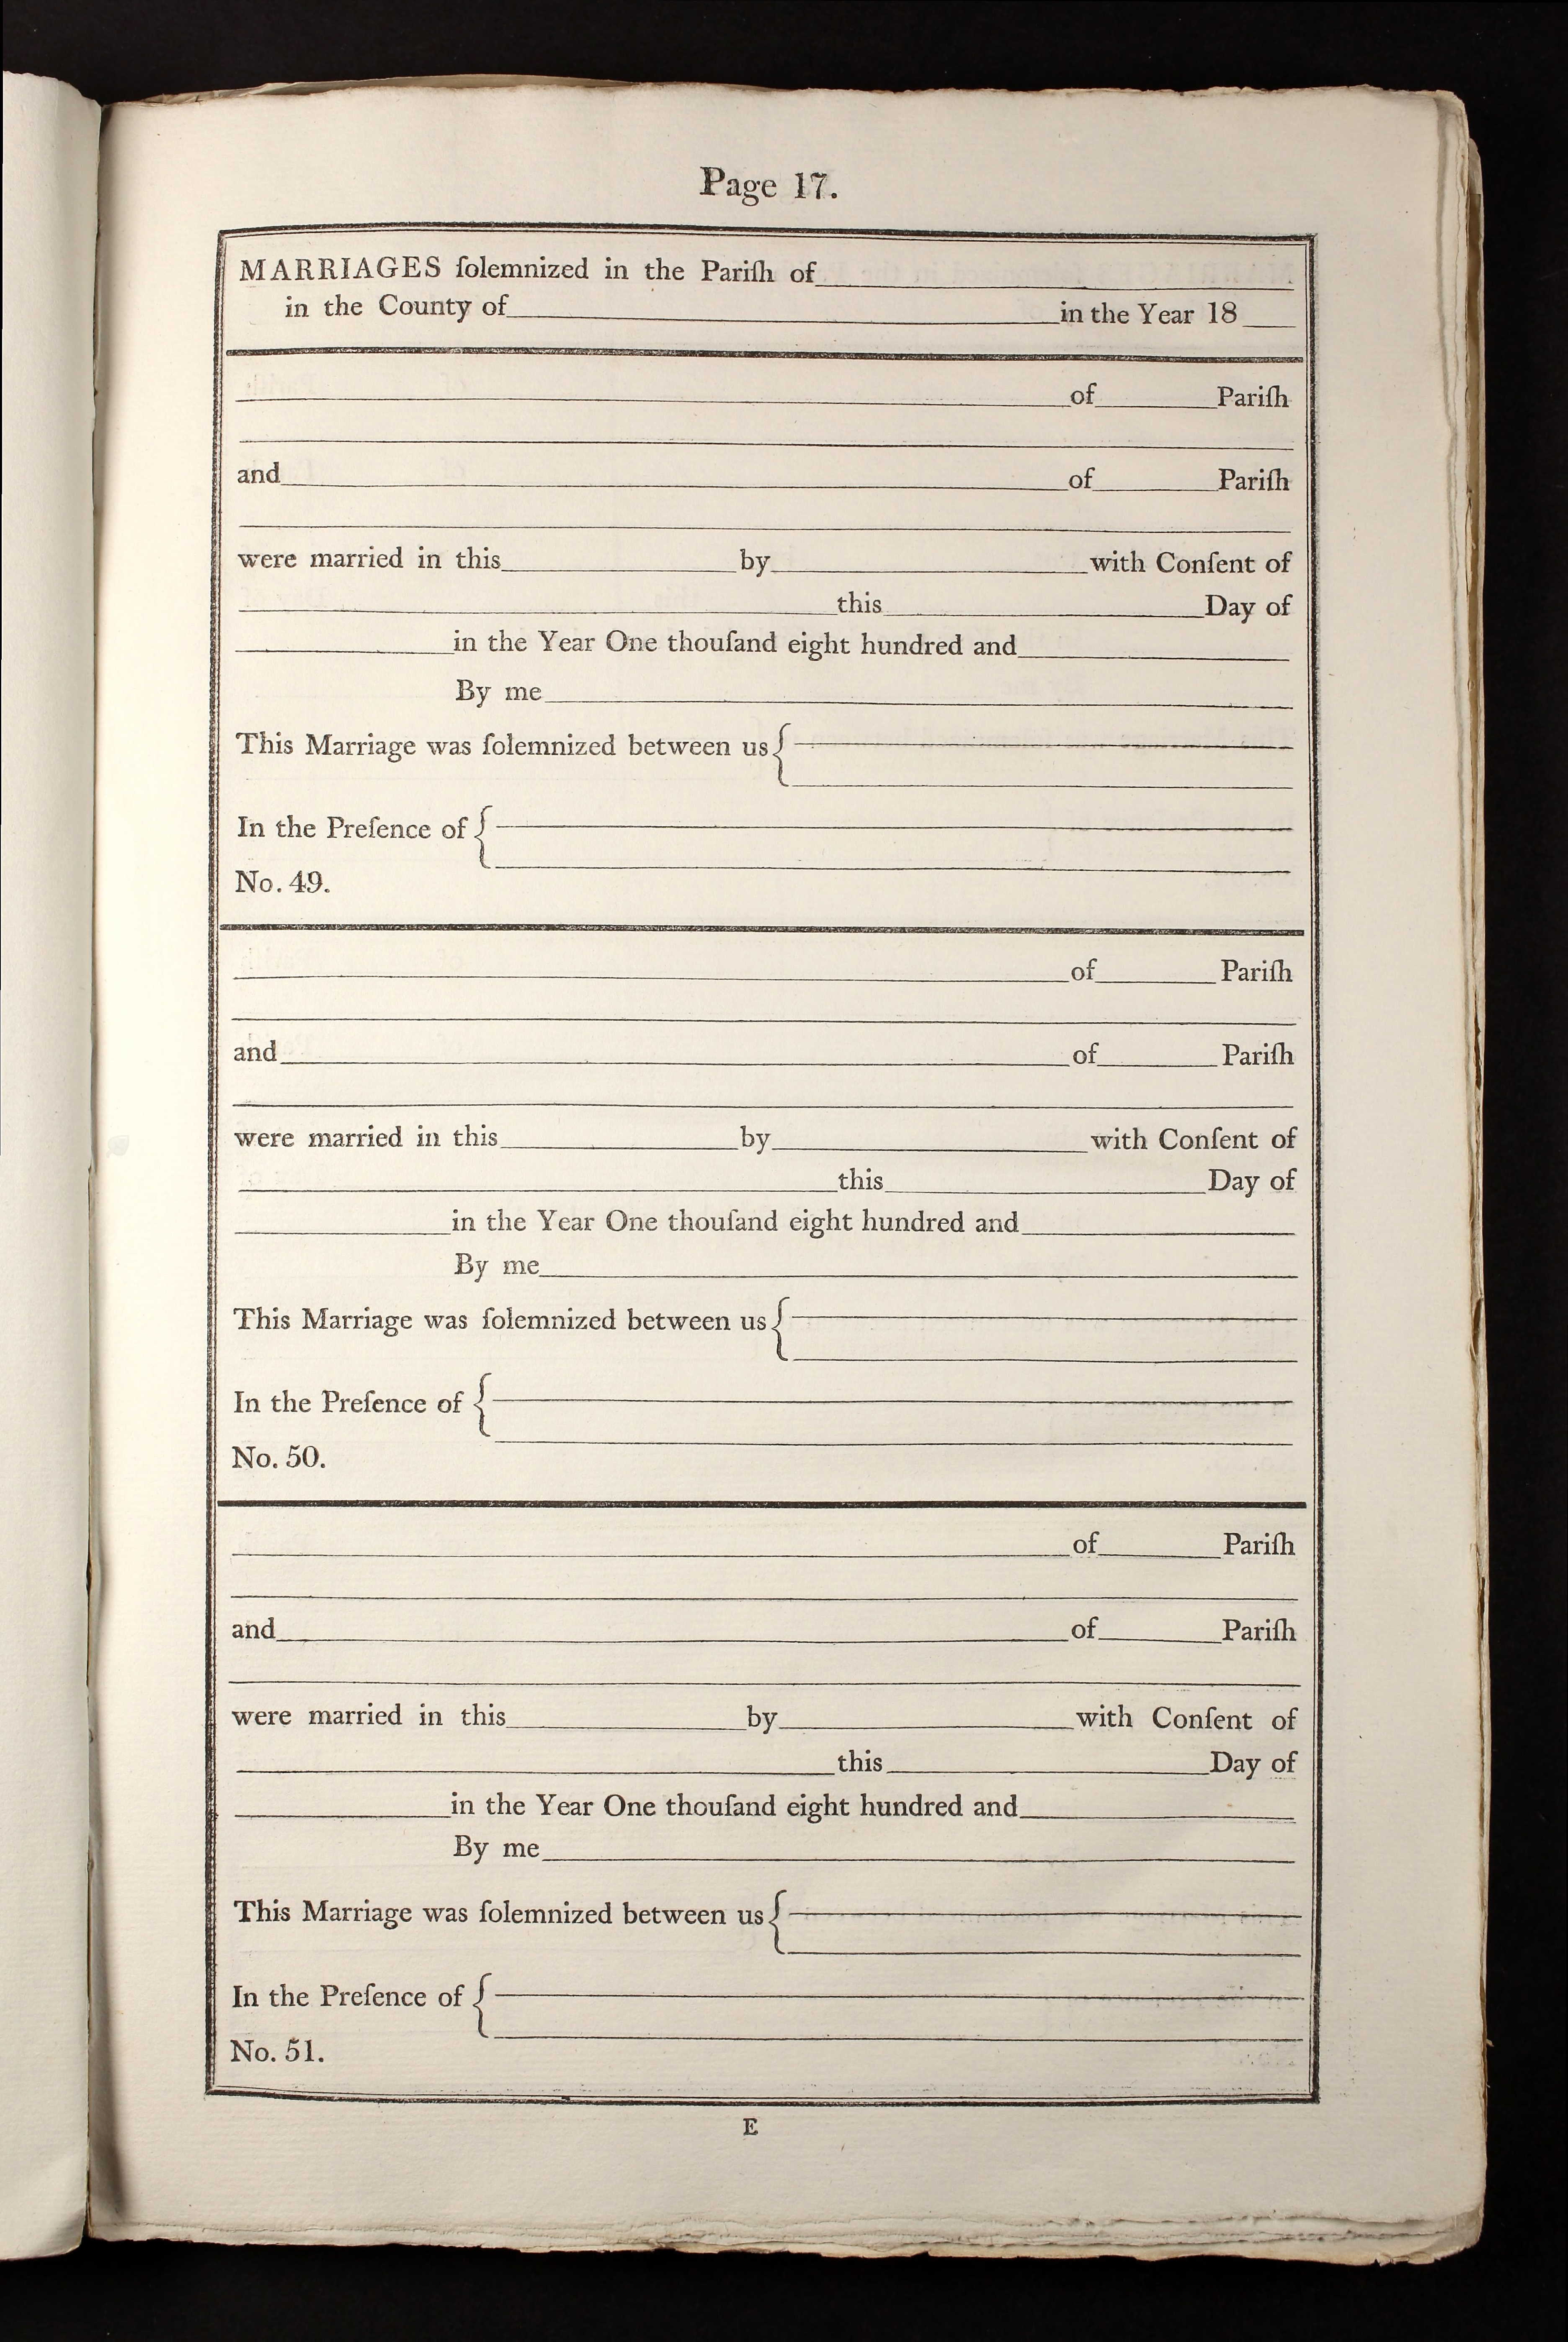 Page 17.
MARRIAGES ſolemnized in the Pariſh of
in the County of in the Year 18
of Pariſh
and of Pariſh
were married in this by with Conſent of
this Day of
in the Year One thouſand eight hundred and
By me
This Marriage was ſolemnized between us
In the Preſence of
No. 49.
of Pariſh
and of Pariſh
were married in this by with Conſent of
this Day of
in the Year One thouſand eight hundred and
By me
This Marriage was ſolemnized between us
In the Preſence of
No. 50.
of Pariſh
and of Pariſh
were married in this by with Conſent of
this Day of
in the Year One thouſand eight hundred and
By me
This Marriage was ſolemnized between us
In the Preſence of
No. 51.
E